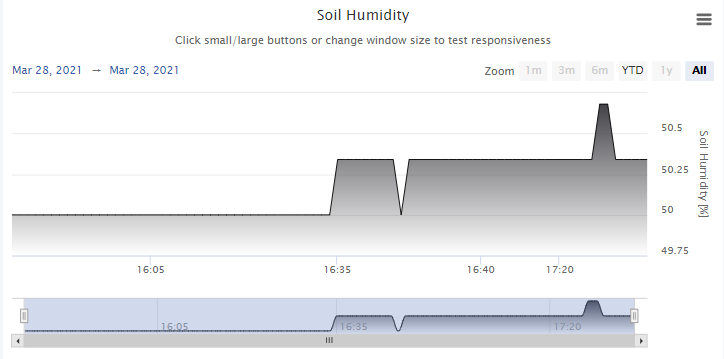 Soil Humidity
Click small/large buttons or change window size to test responsiveness
Mar 28, 2021 → Mar 28, 2021
Zoom 1m 3m 6m YTD 1y All
50.5
50.25
50
49.75
Soil Humidity [%]
16:05 16:35 16:40 17:20
16:05 16:35 17:20